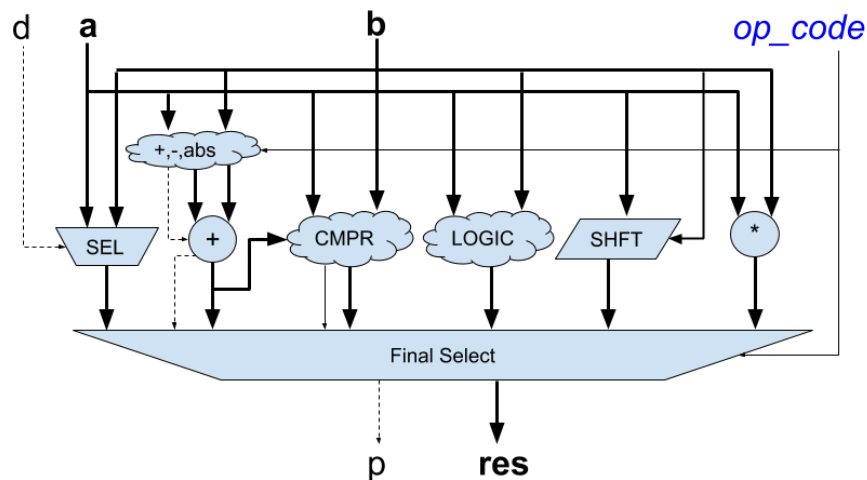 d
a
b
op_code
+,-,abs
SEL
+
CMPR
LOGIC
SHFT
*
Final Select
p
res